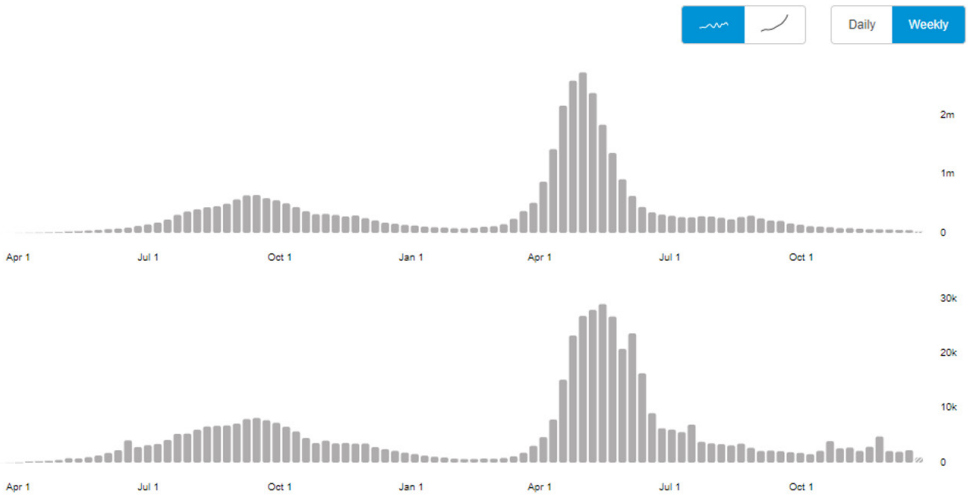 Daily Weekly
2m
1m
0
Apr 1 Jul 1 Oct 1 Jan 1 Apr 1 Jul 1 Oct 1
30k
20k
10k
0
Apr 1 Jul 1 Oct 1 Jan 1 Apr 1 Jul 1 Oct 1